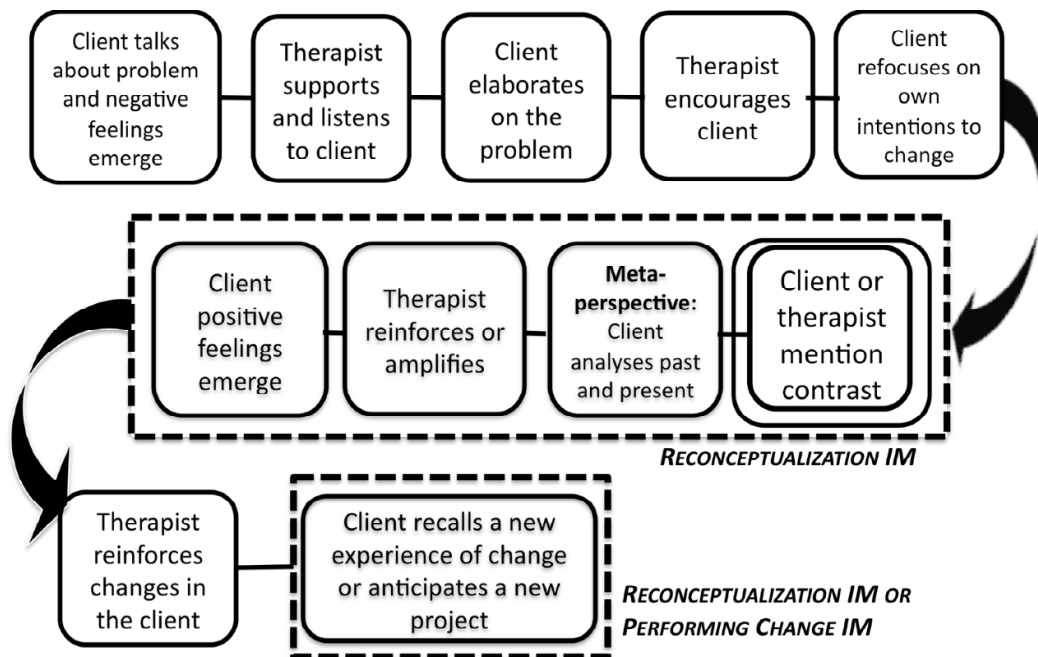 Client talks
about problem
and negative
feelings
emerge
Therapist
supports
and listens
to client
Client
elaborates
on the
problem
Therapist
encourages
client
Client
refocuses on
own
intentions to
change
Client
positive
feelings
emerge
Therapist
reinforces or
amplifies
Meta-
perspective:
Client
analyses past
and present
Client or
therapist
mention
contrast
RECONCEPTUALIZATION IM
Therapist
reinforces
changes in
the client
Client recalls a new
experience of change
or anticipates a new
project
RECONCEPTUALIZATION IM OR
PERFORMING CHANGE IM